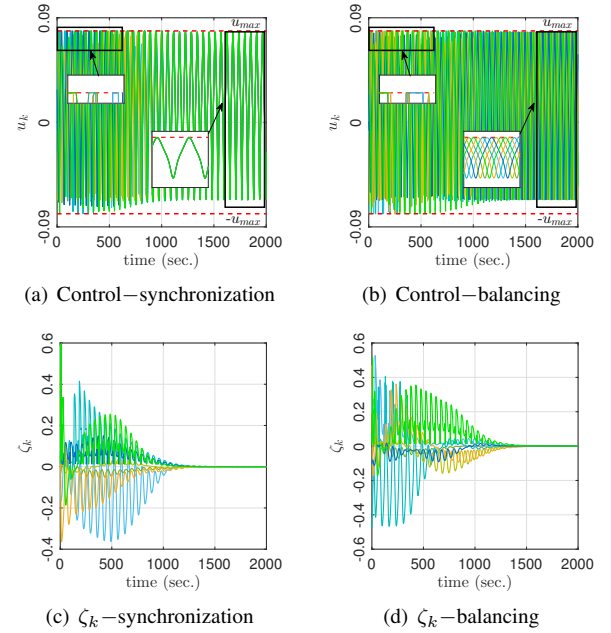 0.09
u_max
u_k
0
-u_max
-0.09
0 500 1000 1500 2000
time (sec.)
(a) Control−synchronization
0.09
u_max
u_k
0
-u_max
-0.09
0 500 1000 1500 2000
time (sec.)
(b) Control−balancing
0.6
0.4
0.2
ζ_k
0
-0.2
-0.4
0 500 1000 1500 2000
time (sec.)
(c) ζ_k−synchronization
0.6
0.4
0.2
ζ_k
0
-0.2
-0.4
-0.6
0 500 1000 1500 2000
time (sec.)
(d) ζ_k−balancing